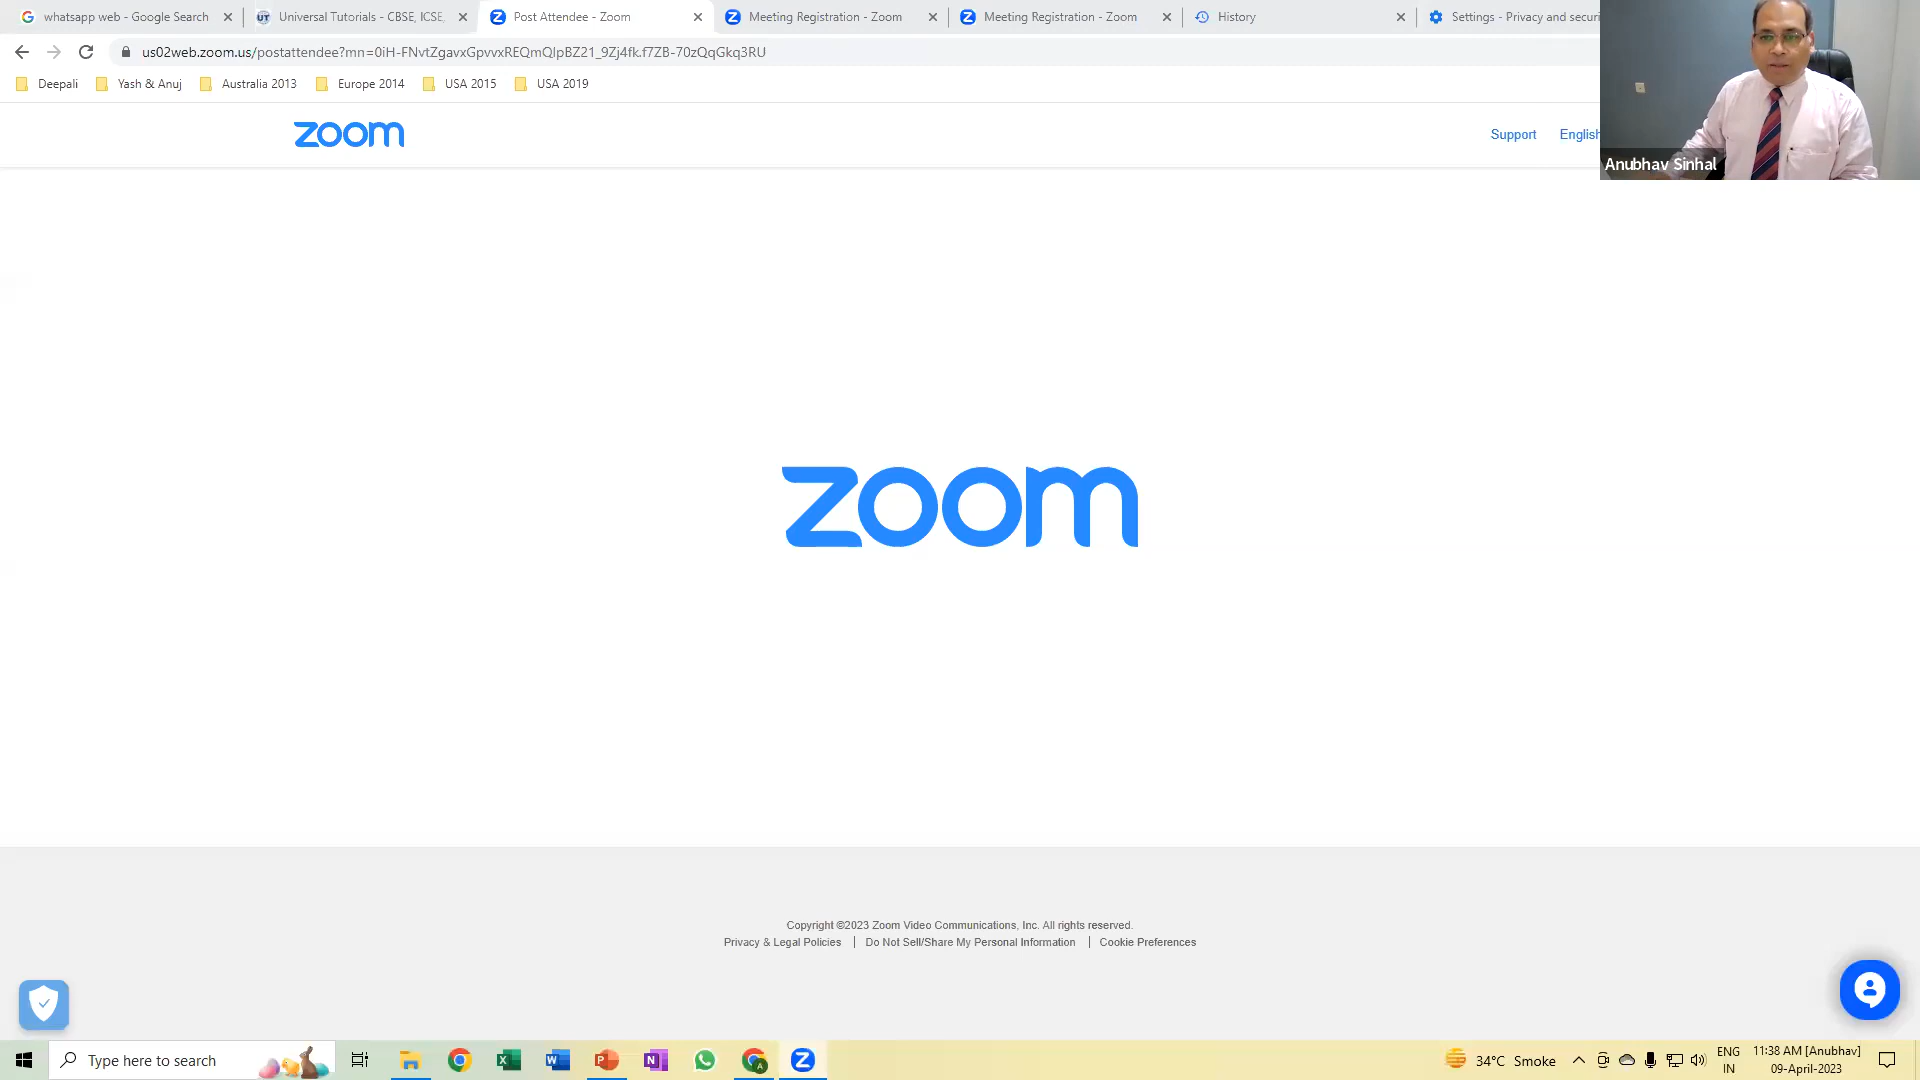 whatsapp web - Google Search
Universal Tutorials - CBSE, ICSE,
Post Attendee - Zoom
Meeting Registration - Zoom
Meeting Registration - Zoom
History
Settings - Privacy and securi
us02web.zoom.us/postattendee?mn=0iH-FNvtZgavxGpvvxREQmQlpBZ21_9Zj4fk.f7ZB-70zQqGkq3RU
Deepali
Yash & Anuj
Australia 2013
Europe 2014
USA 2015
USA 2019
zoom
Support
English
Anubhav Sinhal
zoom
Copyright ©2023 Zoom Video Communications, Inc. All rights reserved.
Privacy & Legal Policies | Do Not Sell/Share My Personal Information | Cookie Preferences
Type here to search
34°C Smoke
ENG
IN
11:38 AM [Anubhav]
09-April-2023